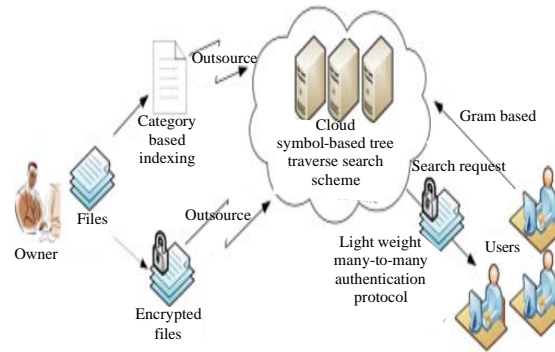 Outsource
Category
based
indexing
Cloud
symbol-based tree
traverse search
scheme
Gram based
Search request
Files
Owner
Outsource
Encrypted
files
Light weight
many-to-many
authentication
protocol
Users